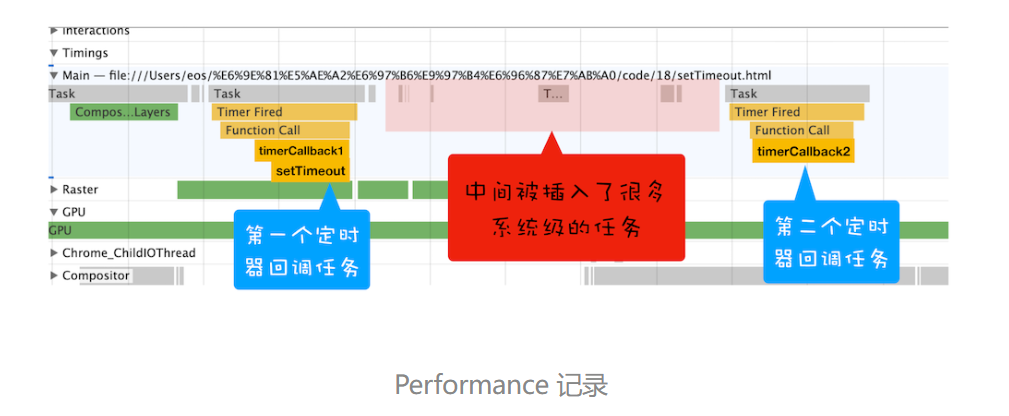 Interactions
Timings
Main — file:///Users/eos/%E6%9E%81%E5%AE%A2%E6%97%B6%E9%97%B4%E6%96%87%E7%AB%A0/code/18/setTimeout.html
Task
Task
T...
Task
Compos...Layers
Timer Fired
Timer Fired
Function Call
Function Call
timerCallback1
timerCallback2
setTimeout
Raster
GPU
GPU
Chrome_ChildIOThread
Compositor
第一个定时
器回调任务
中间被插入了很多
系统级的任务
第二个定时
器回调任务
Performance 记录